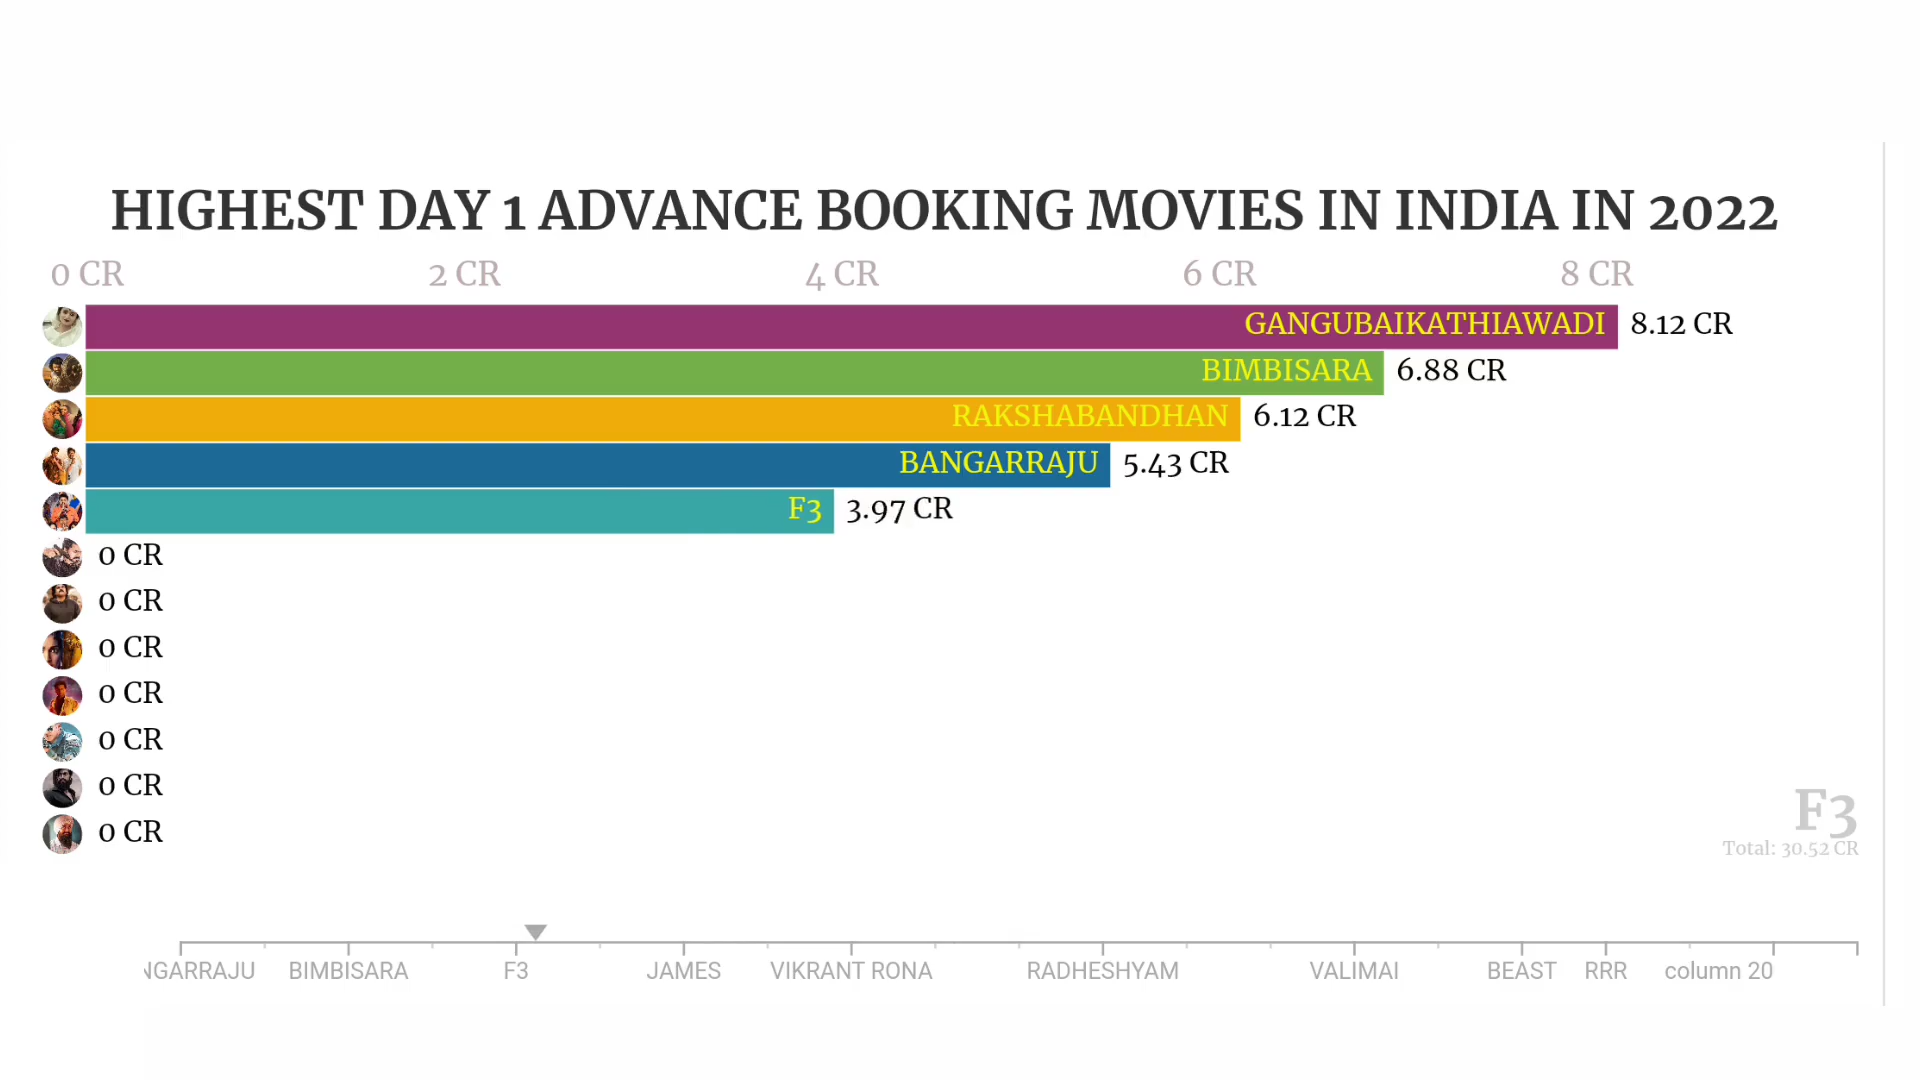 HIGHEST DAY 1 ADVANCE BOOKING MOVIES IN INDIA IN 2022
0 CR 2 CR 4 CR 6 CR 8 CR
GANGUBAIKATHIAWADI 8.12 CR
BIMBISARA 6.88 CR
RAKSHABANDHAN 6.12 CR
BANGARRAJU 5.43 CR
F3 3.97 CR
0 CR
0 CR
0 CR
0 CR
0 CR
0 CR
0 CR
F3
Total: 30.52 CR
NGARRAJU BIMBISARA F3 JAMES VIKRANT RONA RADHESHYAM VALIMAI BEAST RRR column 20